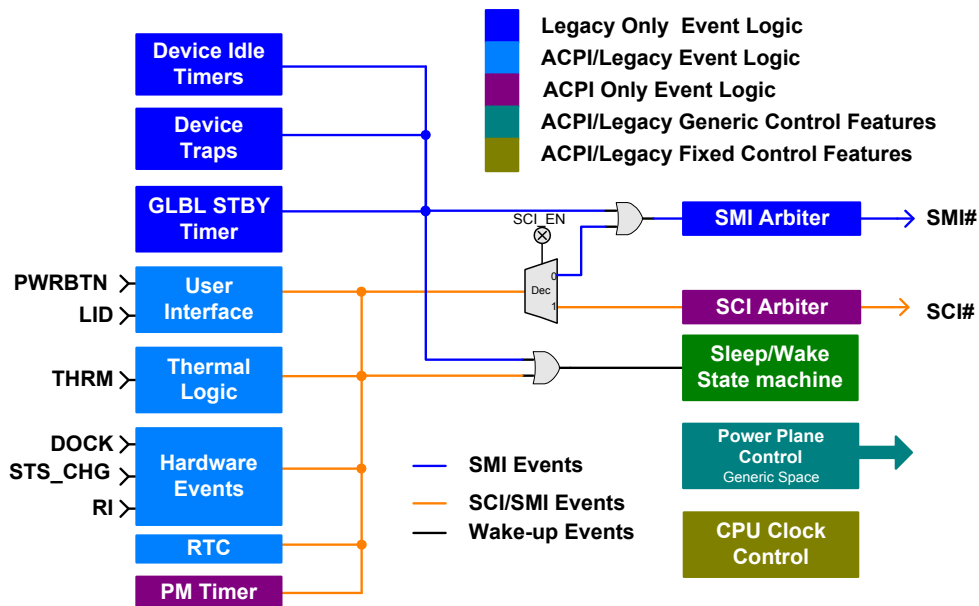 Legacy Only Event Logic
ACPI/Legacy Event Logic
ACPI Only Event Logic
ACPI/Legacy Generic Control Features
ACPI/Legacy Fixed Control Features
Device Idle
Timers
Device
Traps
GLBL STBY
Timer
PWRBTN
LID
User
Interface
THRM
Thermal
Logic
DOCK
STS_CHG
RI
Hardware
Events
RTC
PM Timer
SCI_EN
Dec
0
1
SMI Arbiter
SMI#
SCI Arbiter
SCI#
Sleep/Wake
State machine
Power Plane
Control
Generic Space
CPU Clock
Control
SMI Events
SCI/SMI Events
Wake-up Events